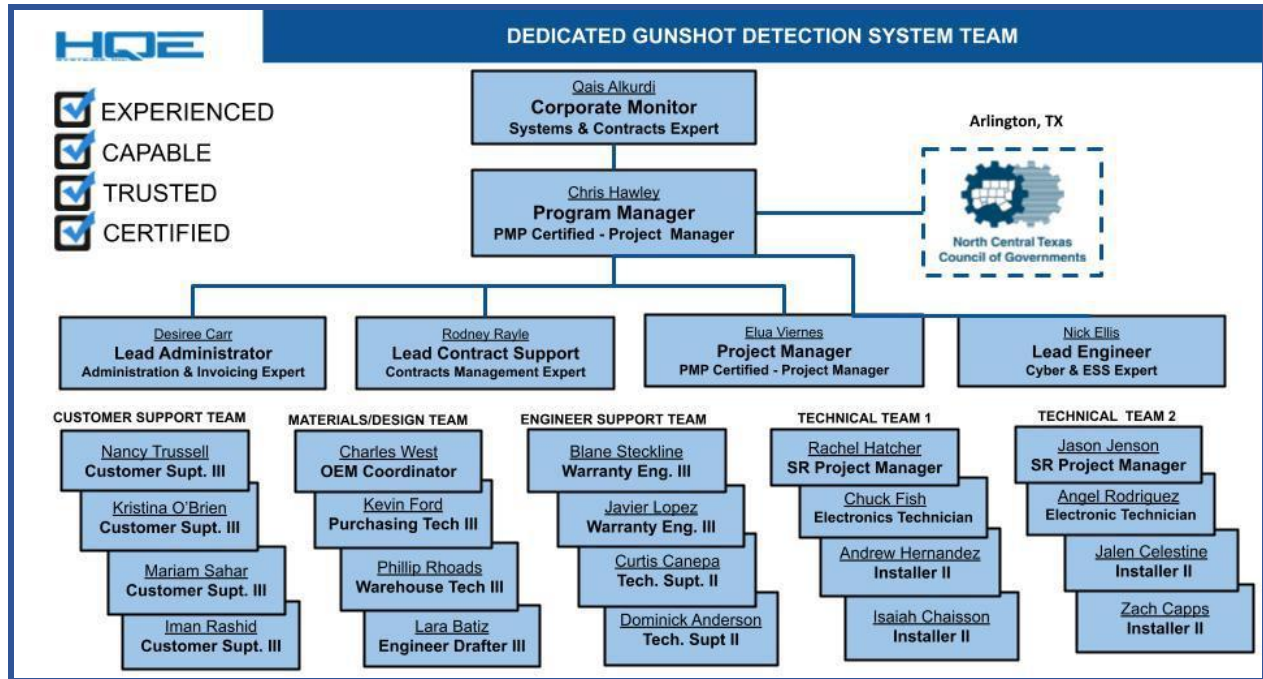 HQE
DEDICATED GUNSHOT DETECTION SYSTEM TEAM
EXPERIENCED
CAPABLE
TRUSTED
CERTIFIED
Qais Alkurdi
Corporate Monitor
Systems & Contracts Expert
Chris Hawley
Program Manager
PMP Certified - Project Manager
Arlington, TX
North Central Texas
Council of Governments
Desiree Carr
Lead Administrator
Administration & Invoicing Expert
Rodney Rayle
Lead Contract Support
Contracts Management Expert
Elua Viernes
Project Manager
PMP Certified - Project Manager
Nick Ellis
Lead Engineer
Cyber & ESS Expert
CUSTOMER SUPPORT TEAM
Nancy Trussell
Customer Supt. III
Kristina O'Brien
Customer Supt. III
Mariam Sahar
Customer Supt. III
Iman Rashid
Customer Supt. III
MATERIALS/DESIGN TEAM
Charles West
OEM Coordinator
Kevin Ford
Purchasing Tech III
Phillip Rhoads
Warehouse Tech III
Lara Batiz
Engineer Drafter III
ENGINEER SUPPORT TEAM
Blane Steckline
Warranty Eng. III
Javier Lopez
Warranty Eng. III
Curtis Canepa
Tech. Supt. II
Dominick Anderson
Tech. Supt II
TECHNICAL TEAM 1
Rachel Hatcher
SR Project Manager
Chuck Fish
Electronics Technician
Andrew Hernandez
Installer II
Isaiah Chaisson
Installer II
TECHNICAL TEAM 2
Jason Jenson
SR Project Manager
Angel Rodriguez
Electronic Technician
Jalen Celestine
Installer II
Zach Capps
Installer II